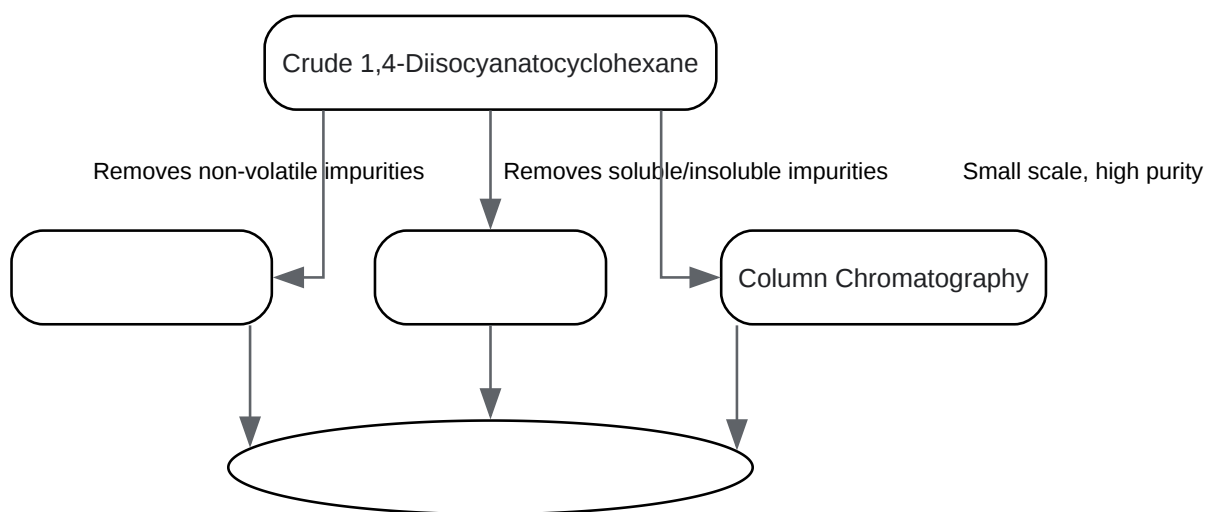 Crude 1,4-Diisocyanatocyclohexane
Removes non-volatile impurities
Removes soluble/insoluble impurities
Small scale, high purity
Column Chromatography